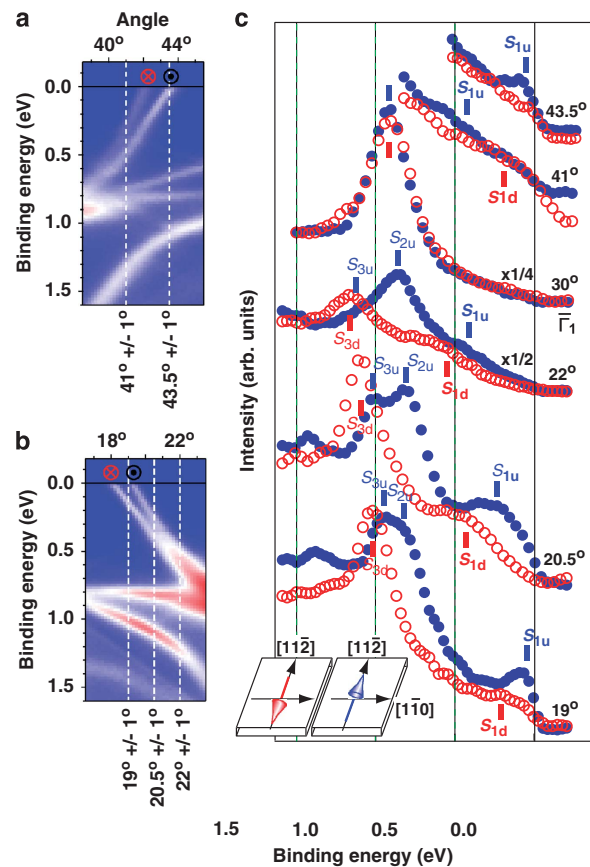 a
Angle
40° 44°
0.0
0.5
1.0
1.5
Binding energy (eV)
41° +/− 1°
43.5° +/− 1°
b
18° 22°
0.0
0.5
1.0
1.5
Binding energy (eV)
19° +/− 1°
20.5° +/− 1°
22° +/− 1°
c
Intensity (arb. units)
S1u
43.5°
S1u
41°
S1d
x1/4
30°
Γ̅1
S2u
S3u
S1u
x1/2
22°
S3d
S1d
S3u S2u
S3d
S1u
20.5°
S1d
S3u S2u
S3d
S1u
19°
S1d
[112̅] [112̅]
[11̅0]
1.5 1.0 0.5 0.0
Binding energy (eV)